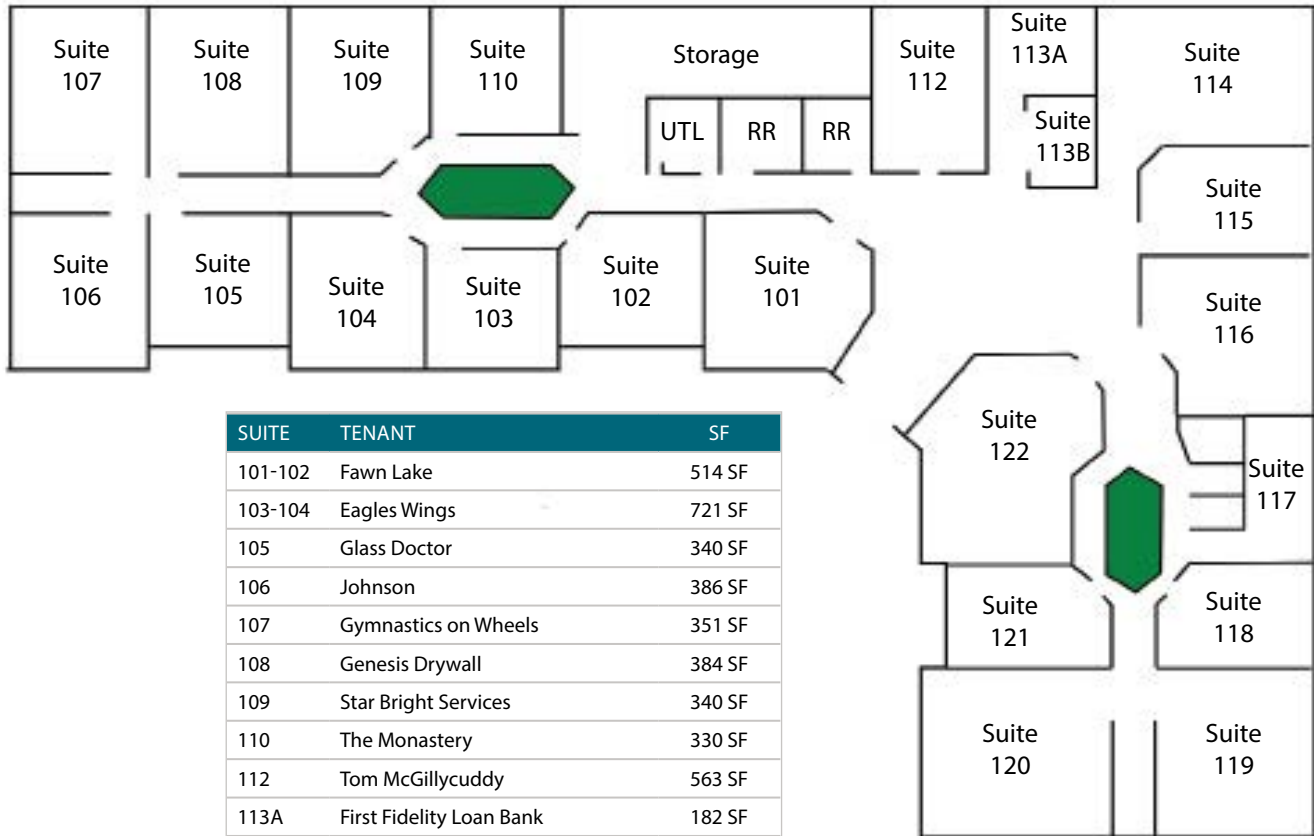 Suite
107
Suite
108
Suite
109
Suite
110
Storage
Suite
112
Suite
113A
Suite
114
UTL
RR
RR
Suite
113B
Suite
115
Suite
106
Suite
105
Suite
104
Suite
103
Suite
102
Suite
101
Suite
116
Suite
122
Suite
117
Suite
121
Suite
118
Suite
120
Suite
119
SUITE TENANT SF
101-102 Fawn Lake 514 SF
103-104 Eagles Wings 721 SF
105 Glass Doctor 340 SF
106 Johnson 386 SF
107 Gymnastics on Wheels 351 SF
108 Genesis Drywall 384 SF
109 Star Bright Services 340 SF
110 The Monastery 330 SF
112 Tom McGillycuddy 563 SF
113A First Fidelity Loan Bank 182 SF